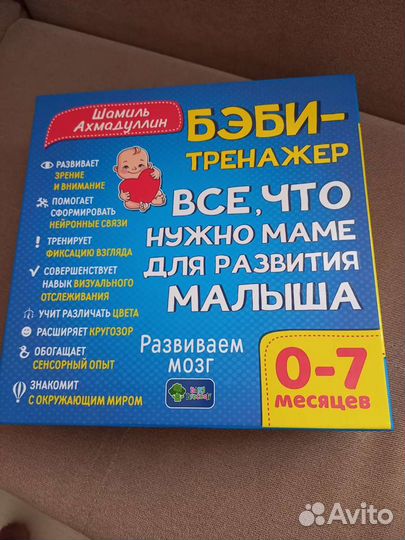 Шамиль
Ахмадуллин
БЭБИ-
ТРЕНАЖЕР
ВСЕ, ЧТО
НУЖНО МАМЕ
ДЛЯ РАЗВИТИЯ
МАЛЫША
РАЗВИВАЕТ
ЗРЕНИЕ
И ВНИМАНИЕ
ПОМОГАЕТ
СФОРМИРОВАТЬ
НЕЙРОННЫЕ СВЯЗИ
ТРЕНИРУЕТ
ФИКСАЦИЮ ВЗГЛЯДА
СОВЕРШЕНСТВУЕТ
НАВЫК ВИЗУАЛЬНОГО
ОТСЛЕЖИВАНИЯ
УЧИТ РАЗЛИЧАТЬ ЦВЕТА
РАСШИРЯЕТ КРУГОЗОР
ОБОГАЩАЕТ
СЕНСОРНЫЙ ОПЫТ
ЗНАКОМИТ
С ОКРУЖАЮЩИМ МИРОМ
Развиваем
мозг
0-7
месяцев
Avito